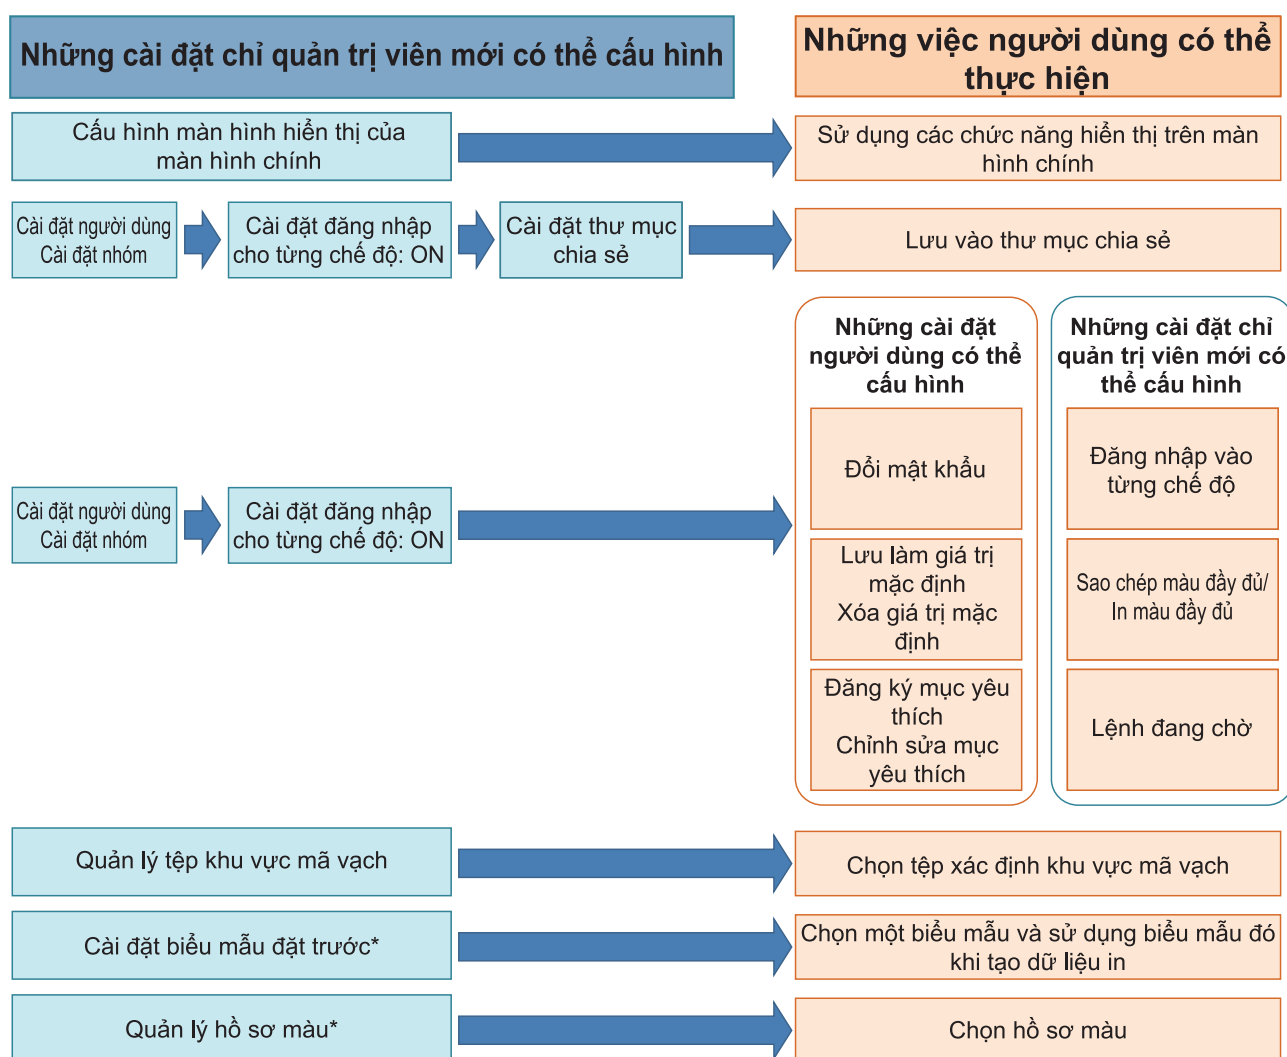 Những cài đặt chỉ quản trị viên mới có thể cấu hình
Những việc người dùng có thể
thực hiện
Cấu hình màn hình hiển thị của
màn hình chính
Sử dụng các chức năng hiển thị trên màn
hình chính
Cài đặt người dùng
Cài đặt nhóm
Cài đặt đăng nhập
cho từng chế độ: ON
Cài đặt thư mục
chia sẻ
Lưu vào thư mục chia sẻ
Những cài đặt
người dùng có thể
cấu hình
Những cài đặt chỉ
quản trị viên mới có
thể cấu hình
Cài đặt người dùng
Cài đặt nhóm
Cài đặt đăng nhập
cho từng chế độ: ON
Đổi mật khẩu
Đăng nhập vào
từng chế độ
Lưu làm giá trị
mặc định
Xóa giá trị mặc
định
Sao chép màu đầy đủ/
In màu đầy đủ
Đăng ký mục yêu
thích
Chỉnh sửa mục
yêu thích
Lệnh đang chờ
Quản lý tệp khu vực mã vạch
Chọn tệp xác định khu vực mã vạch
Cài đặt biểu mẫu đặt trước*
Chọn một biểu mẫu và sử dụng biểu mẫu đó
khi tạo dữ liệu in
Quản lý hồ sơ màu*
Chọn hồ sơ màu